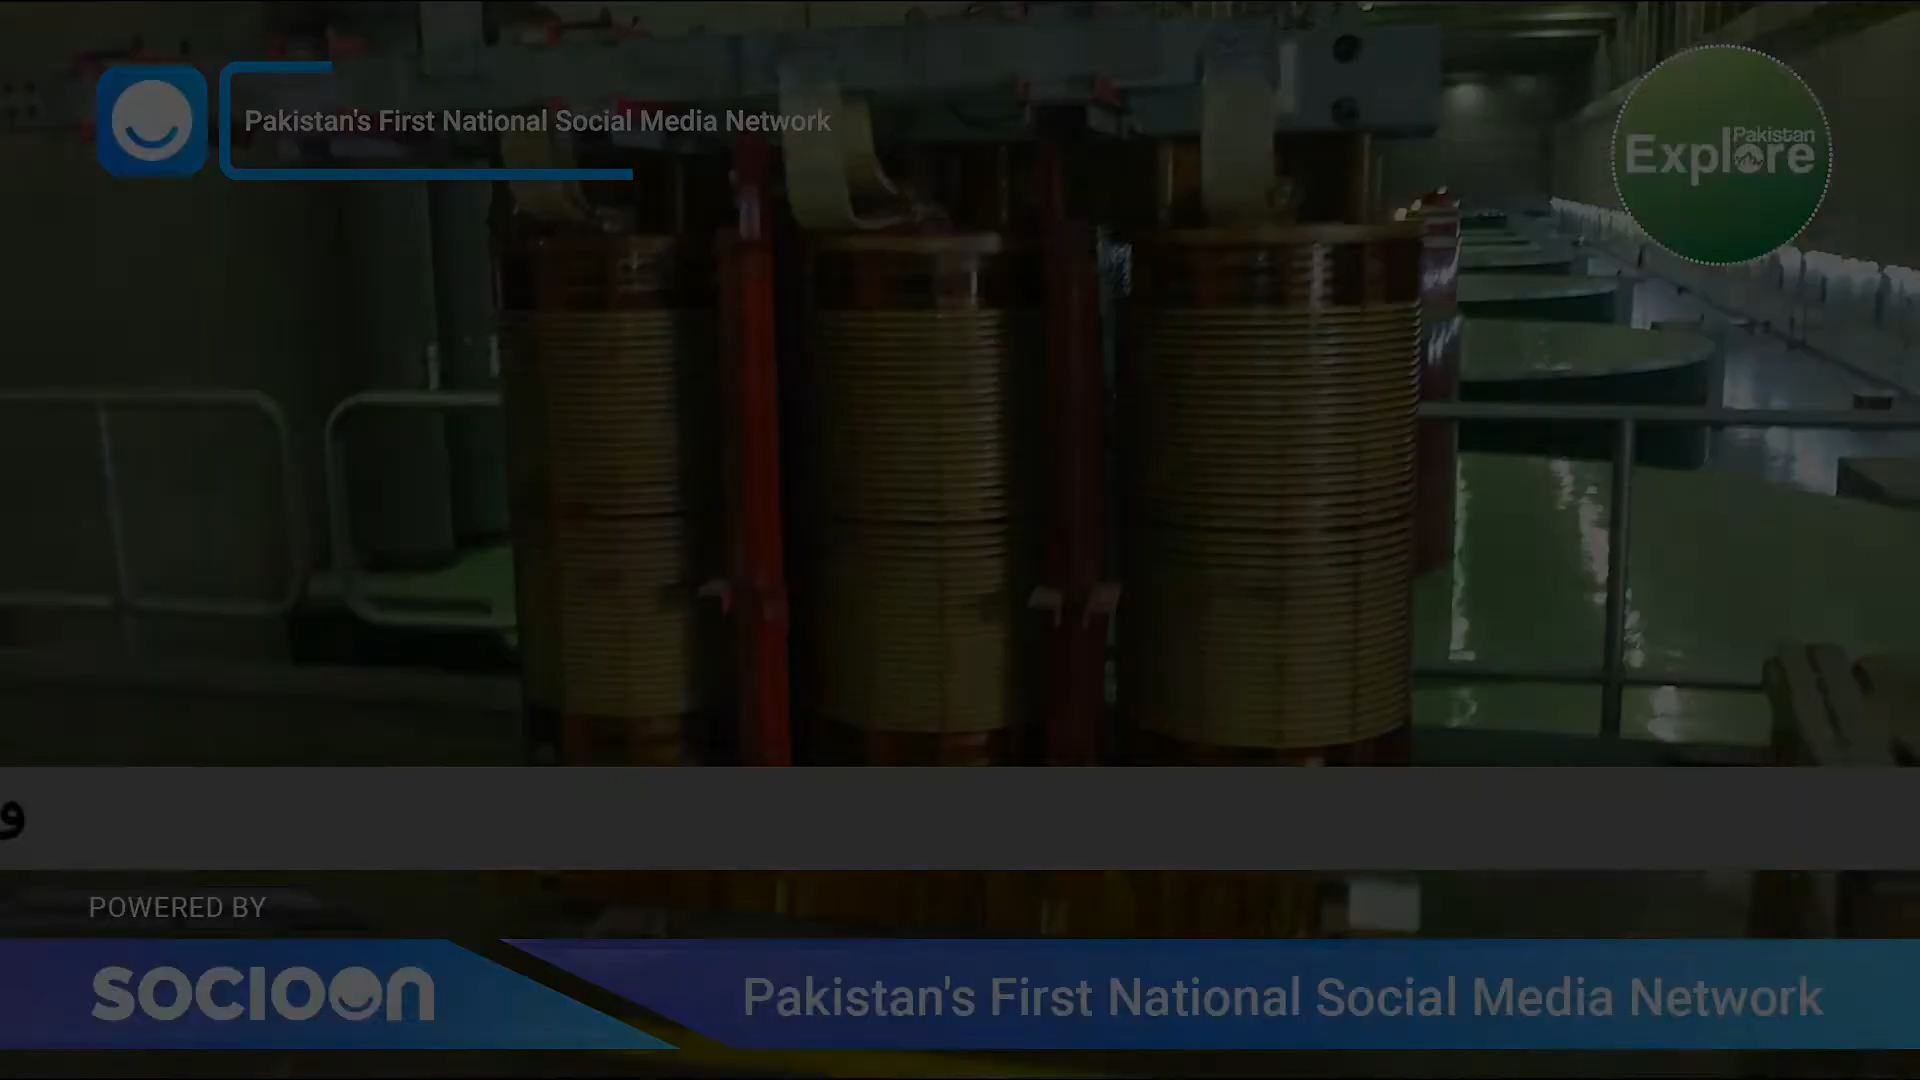 Pakistan's First National Social Media Network
Pakistan
Explore
و
POWERED BY
SOCIOON
Pakistan's First National Social Media Network